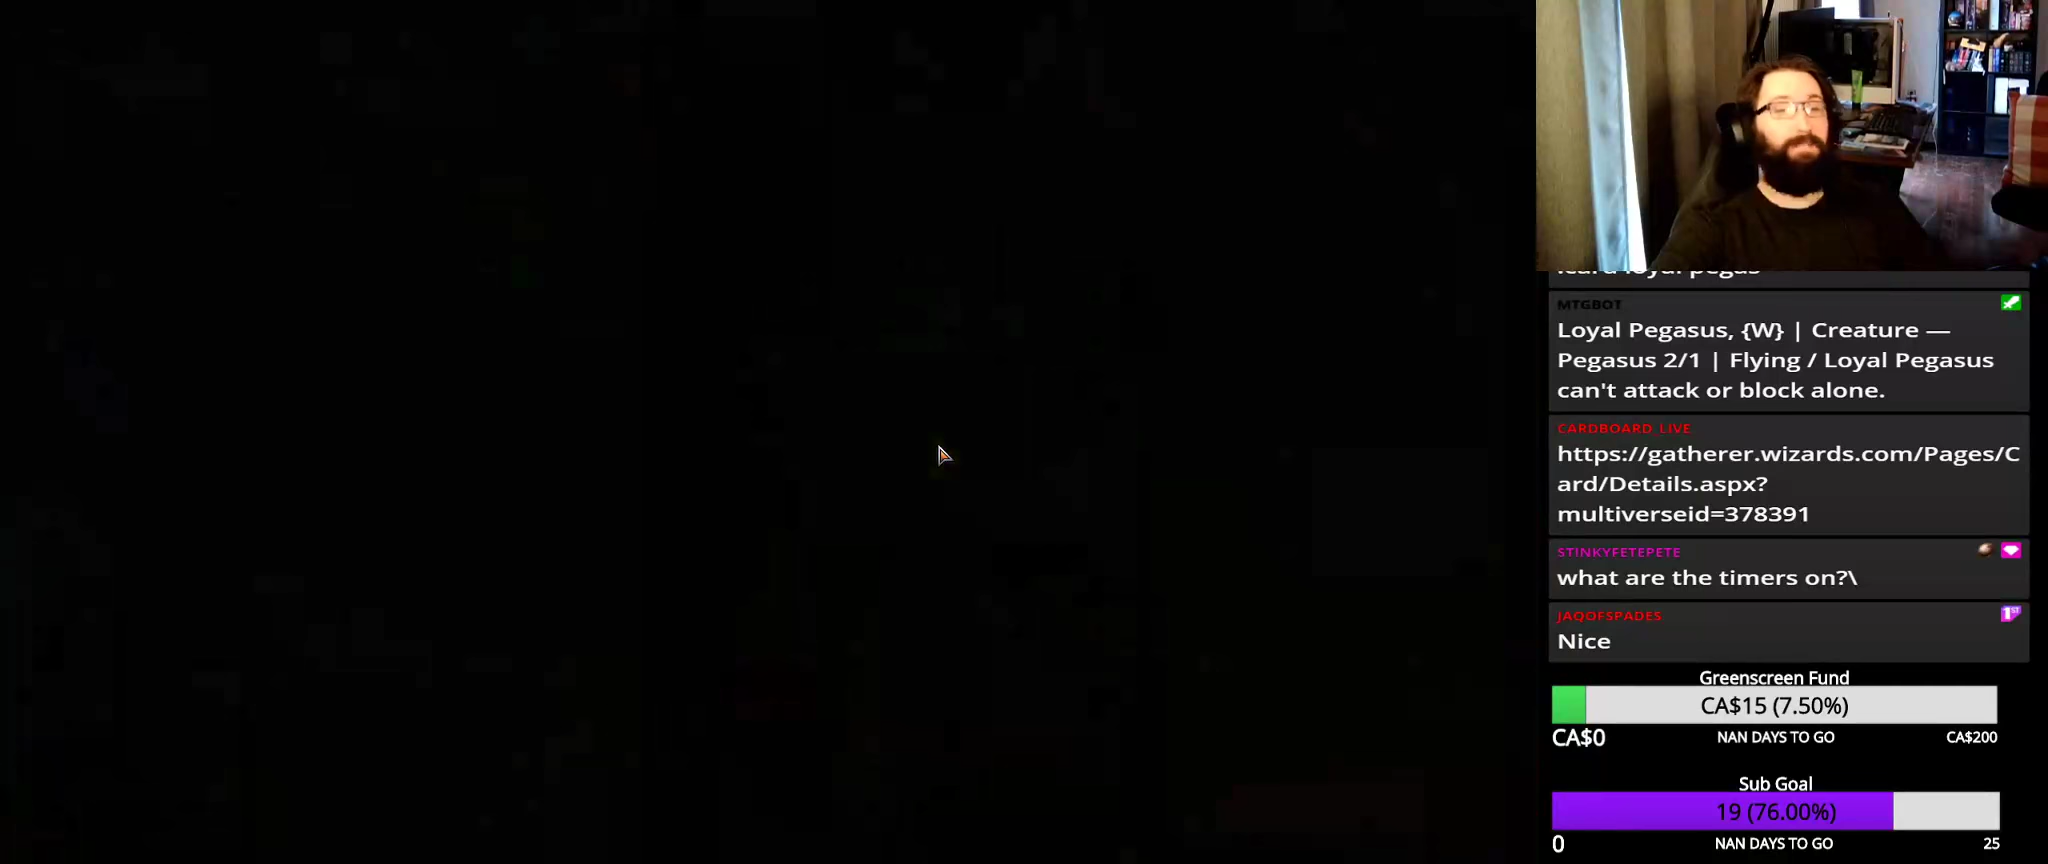 MTGBOT
Loyal Pegasus, {W} | Creature —
Pegasus 2/1 | Flying / Loyal Pegasus
can't attack or block alone.
CARDBOARD_LIVE
https://gatherer.wizards.com/Pages/C
ard/Details.aspx?
multiverseid=378391
STINKYFETEPETE
what are the timers on?\
JAQOFSPADES
Nice
Greenscreen Fund
CA$15 (7.50%)
CA$0 NAN DAYS TO GO CA$200
Sub Goal
19 (76.00%)
0 NAN DAYS TO GO 25